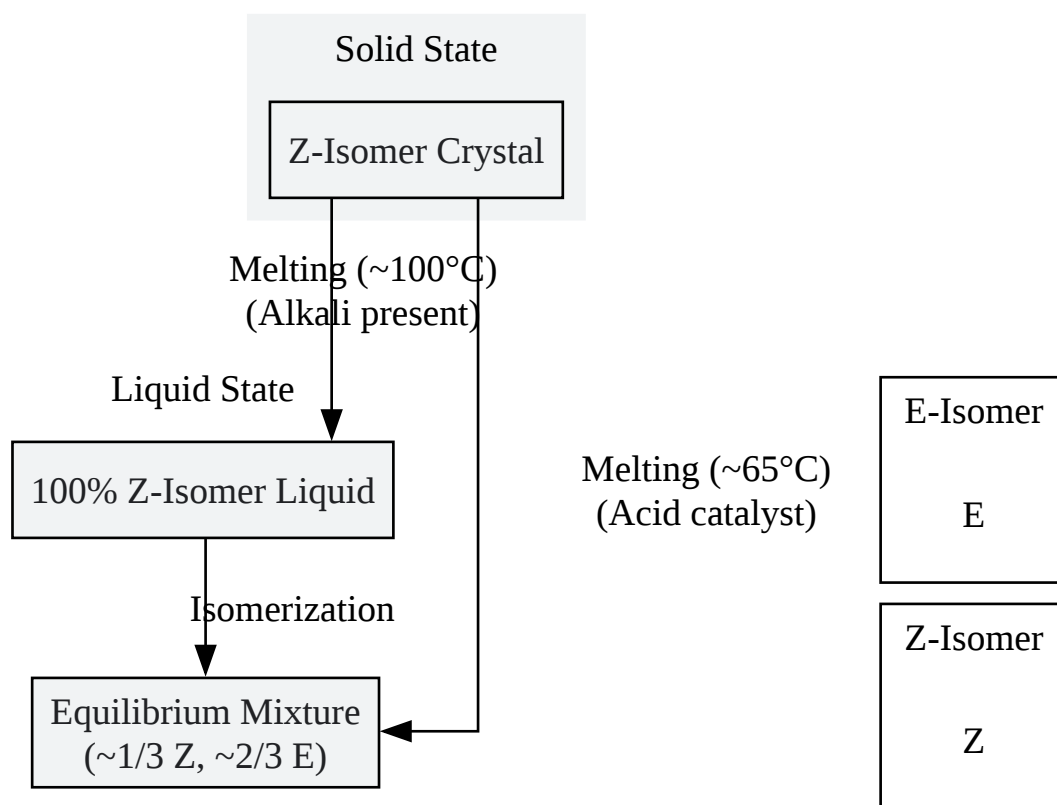 Solid State
Z-Isomer Crystal
Melting (~100°C)
(Alkali present)
Liquid State
100% Z-Isomer Liquid
Isomerization
Equilibrium Mixture
(~1/3 Z, ~2/3 E)
Melting (~65°C)
(Acid catalyst)
E-Isomer
E
Z-Isomer
Z